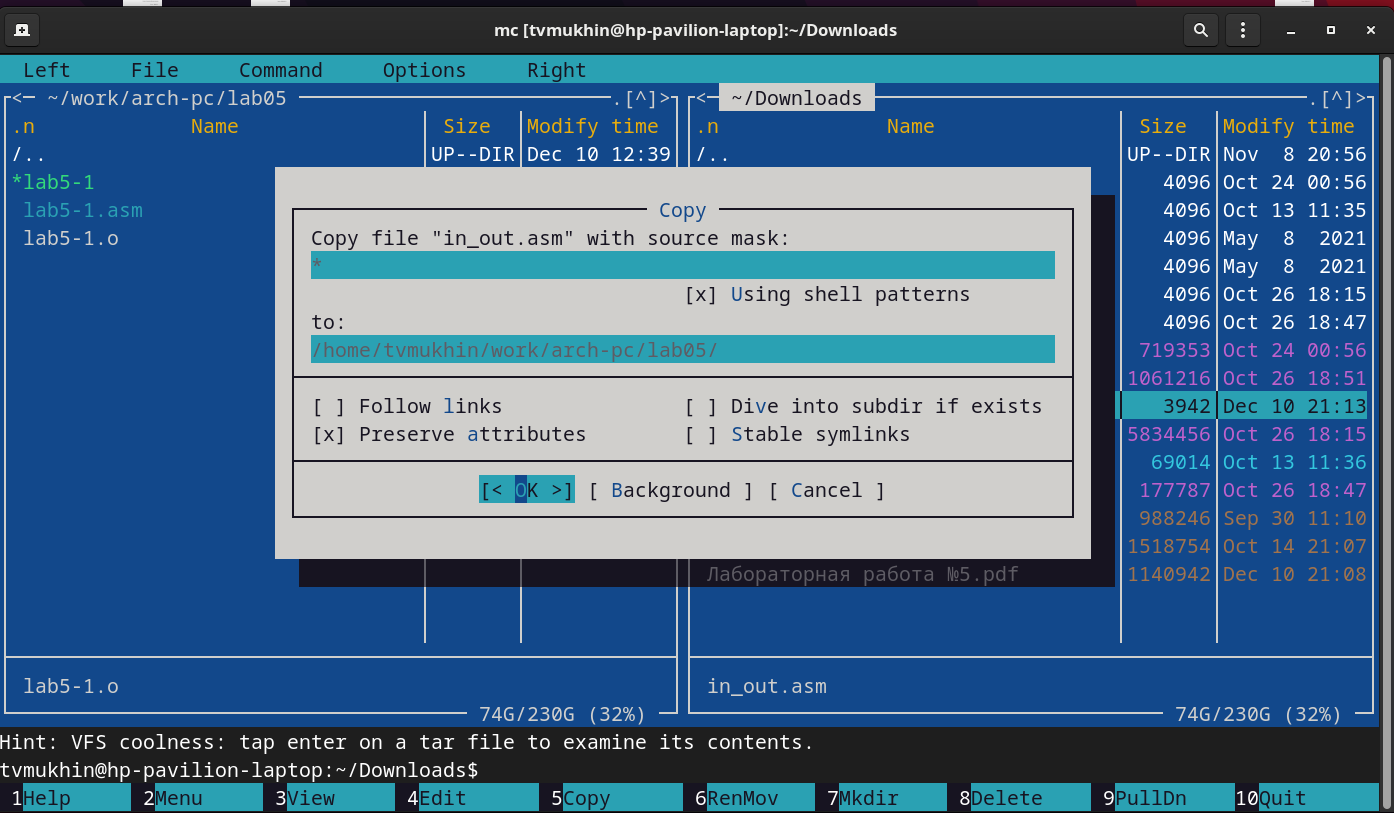 mc [tvmukhin@hp-pavilion-laptop]:~/Downloads
Left File Command Options Right
<─ ~/work/arch-pc/lab05 .[^]> <─ ~/Downloads .[^]>
.n Name Size Modify time .n Name Size Modify time
/.. UP--DIR Dec 10 12:39 /.. UP--DIR Nov 8 20:56
*lab5-1 4096 Oct 24 00:56
lab5-1.asm Copy 4096 Oct 13 11:35
lab5-1.o Copy file "in_out.asm" with source mask: 4096 May 8 2021
* 4096 May 8 2021
[x] Using shell patterns 4096 Oct 26 18:15
to: 4096 Oct 26 18:47
/home/tvmukhin/work/arch-pc/lab05/ 719353 Oct 24 00:56
1061216 Oct 26 18:51
[ ] Follow links [ ] Dive into subdir if exists 3942 Dec 10 21:13
[x] Preserve attributes [ ] Stable symlinks 5834456 Oct 26 18:15
69014 Oct 13 11:36
[< OK >] [ Background ] [ Cancel ] 177787 Oct 26 18:47
988246 Sep 30 11:10
1518754 Oct 14 21:07
Лабораторная работа №5.pdf 1140942 Dec 10 21:08
lab5-1.o in_out.asm
74G/230G (32%) 74G/230G (32%)
Hint: VFS coolness: tap enter on a tar file to examine its contents.
tvmukhin@hp-pavilion-laptop:~/Downloads$
1Help 2Menu 3View 4Edit 5Copy 6RenMov 7Mkdir 8Delete 9PullDn 10Quit